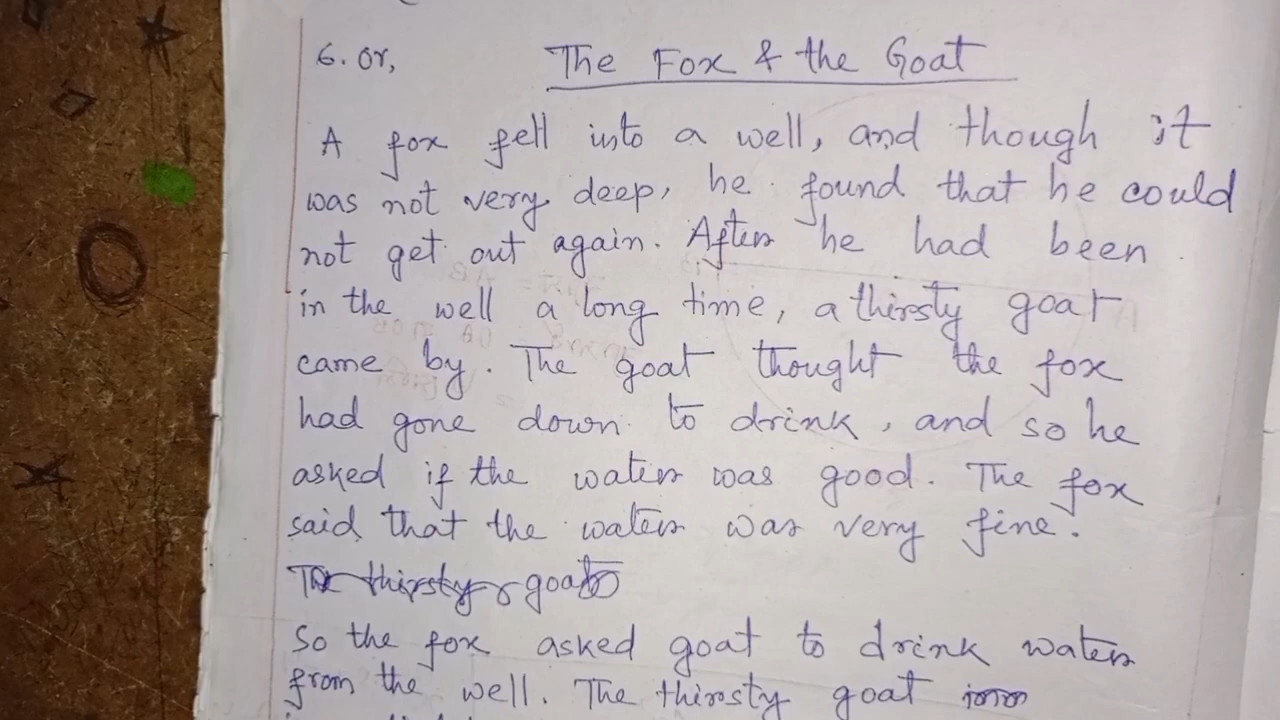 6. or,
The Fox & the Goat
A fox fell into a well, and though it
was not very deep, he found that he could
not get out again. After he had been
in the well a long time, a thirsty goat
came by. The goat thought the fox
had gone down to drink, and so he
asked if the water was good. The fox
said that the water was very fine.
The thirsty goat
So the fox asked goat to drink water
from the well. The thirsty goat